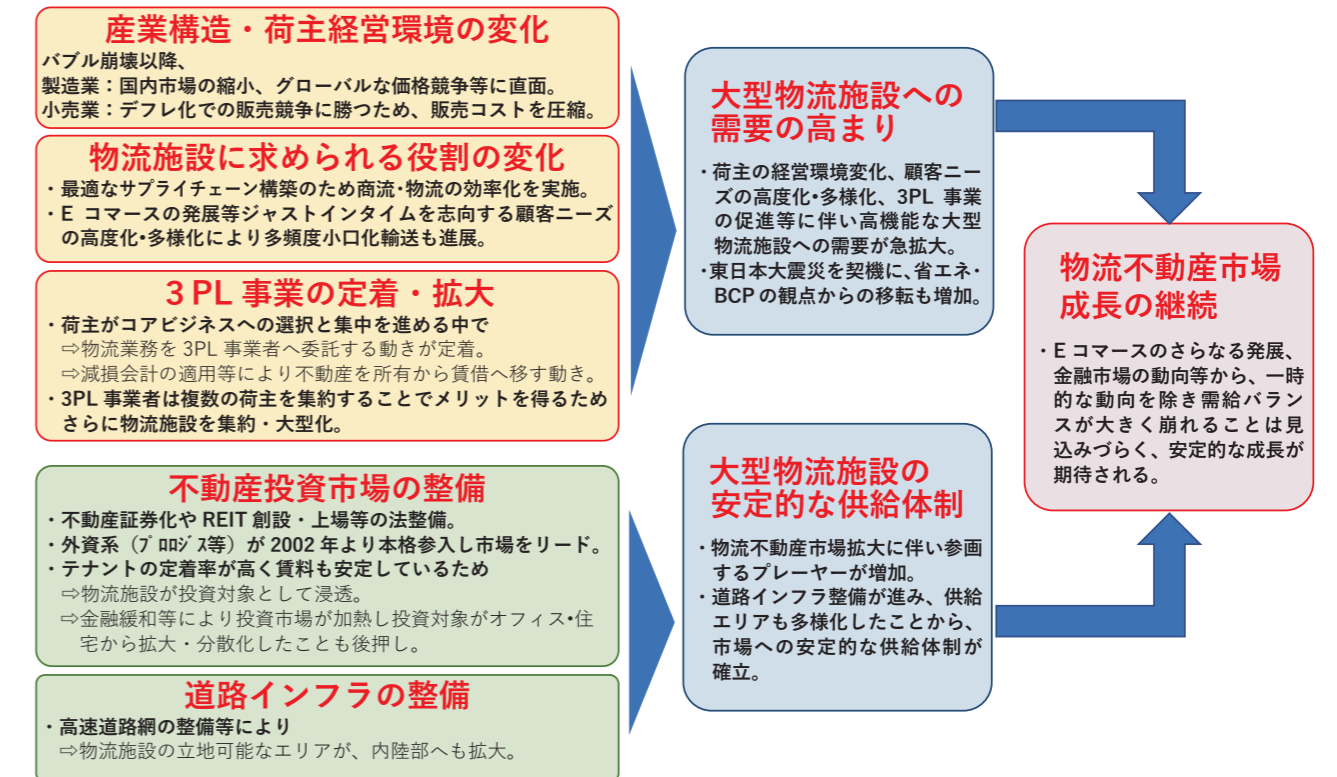 産業構造・荷主経営環境の変化
バブル崩壊以降、
製造業：国内市場の縮小、グローバルな価格競争等に直面。
小売業：デフレ化での販売競争に勝つため、販売コストを圧縮。
物流施設に求められる役割の変化
・最適なサプライチェーン構築のため商流･物流の効率化を実施。
・E コマースの発展等ジャストインタイムを志向する顧客ニーズ
の高度化･多様化により多頻度小口化輸送も進展。
３PL 事業の定着・拡大
・荷主がコアビジネスへの選択と集中を進める中で
⇨物流業務を 3PL 事業者へ委託する動きが定着。
⇨減損会計の適用等により不動産を所有から賃借へ移す動き。
・3PL 事業者は複数の荷主を集約することでメリットを得るため
さらに物流施設を集約・大型化。
不動産投資市場の整備
・不動産証券化や REIT 創設・上場等の法整備。
・外資系（ﾌﾟﾛﾛｼﾞｽ等）が 2002 年より本格参入し市場をリード。
・テナントの定着率が高く賃料も安定しているため
⇨物流施設が投資対象として浸透。
⇨金融緩和等により投資市場が加熱し投資対象がオフィス･住
宅から拡大・分散化したことも後押し。
道路インフラの整備
・高速道路網の整備等により
⇨物流施設の立地可能なエリアが、内陸部へも拡大。
大型物流施設への
需要の高まり
・荷主の経営環境変化、顧客ニー
ズの高度化･多様化、3PL 事業
の促進等に伴い高機能な大型
物流施設への需要が急拡大。
・東日本大震災を契機に、省エネ・
BCP の観点からの移転も増加。
大型物流施設の
安定的な供給体制
・物流不動産市場拡大に伴い参画
するプレーヤーが増加。
・道路インフラ整備が進み、供給
エリアも多様化したことから、
市場への安定的な供給体制が
確立。
物流不動産市場
成長の継続
・E コマースのさらなる発展、
金融市場の動向等から、一時
的な動向を除き需給バラン
スが大きく崩れることは見
込みづらく、安定的な成長が
期待される。